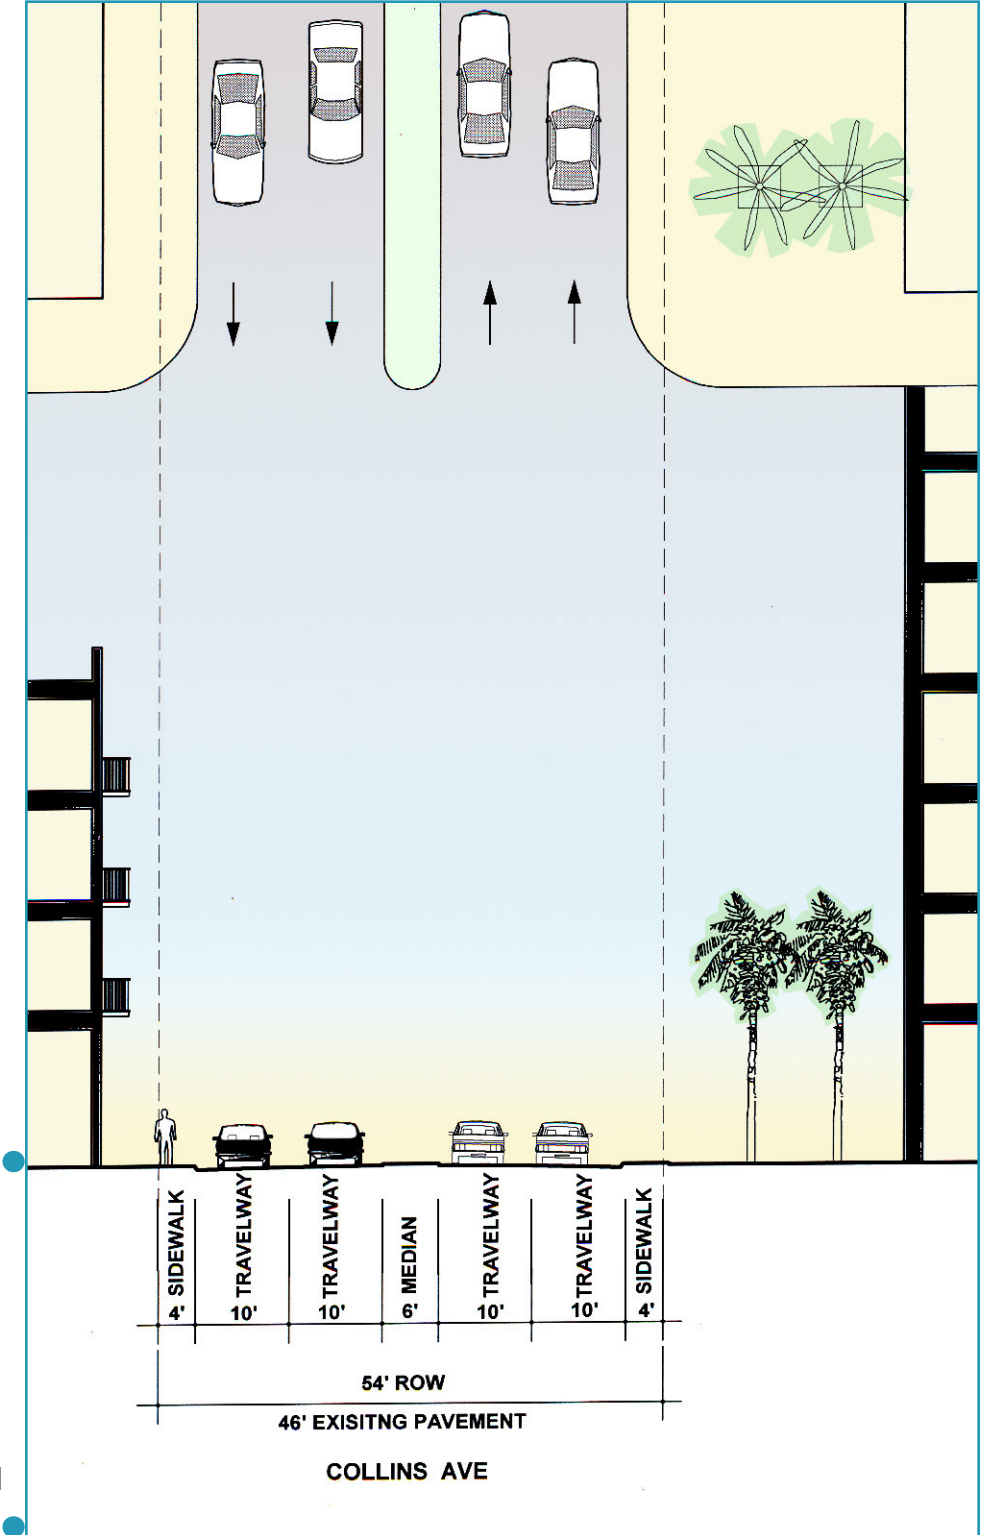 SIDEWALK
TRAVELWAY
TRAVELWAY
MEDIAN
TRAVELWAY
TRAVELWAY
SIDEWALK
4' 10' 10' 6' 10' 10' 4'
54' ROW
46' EXISITNG PAVEMENT
COLLINS AVE